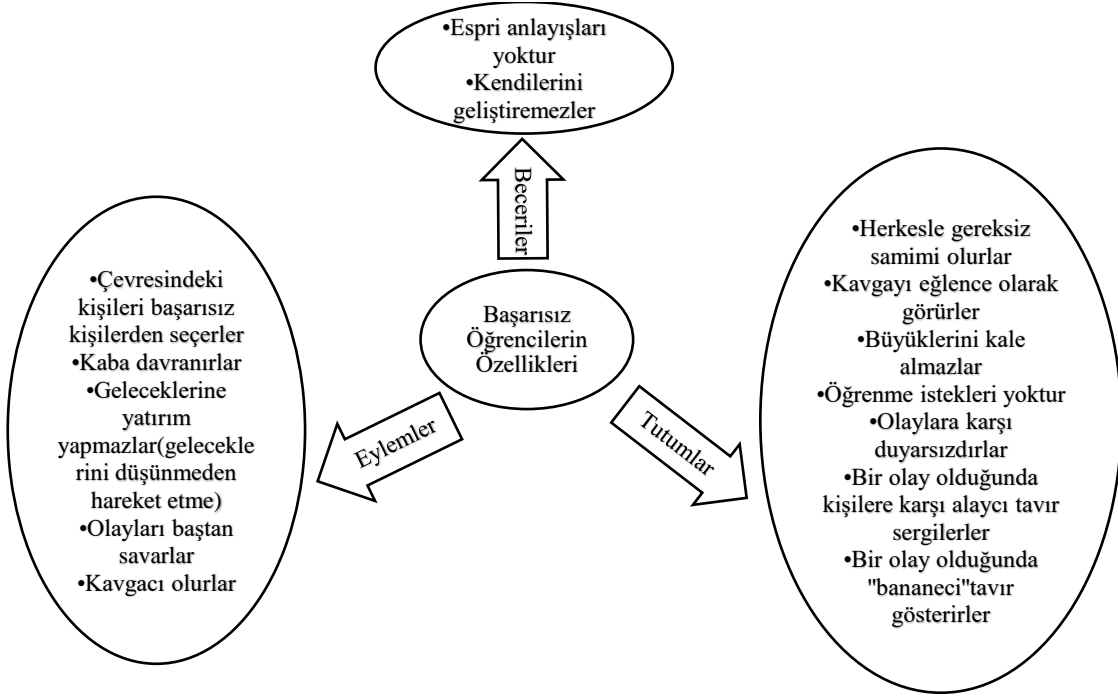 •Espri anlayışları
yoktur
•Kendilerini
geliştiremezler
Beceriler
Başarısız
Öğrencilerin
Özellikleri
Eylemler
Tutumlar
•Çevresindeki
kişileri başarısız
kişilerden seçerler
•Kaba davranırlar
•Geleceklerine
yatırım
yapmazlar(gelecekle
rini düşünmeden
hareket etme)
•Olayları baştan
savarlar
•Kavgacı olurlar
•Herkesle gereksiz
samimi olurlar
•Kavgayı eğlence olarak
görürler
•Büyüklerini kale
almazlar
•Öğrenme istekleri yoktur
•Olaylara karşı
duyarsızdırlar
•Bir olay olduğunda
kişilere karşı alaycı tavır
sergilerler
•Bir olay olduğunda
"bananeci"tavır
gösterirler